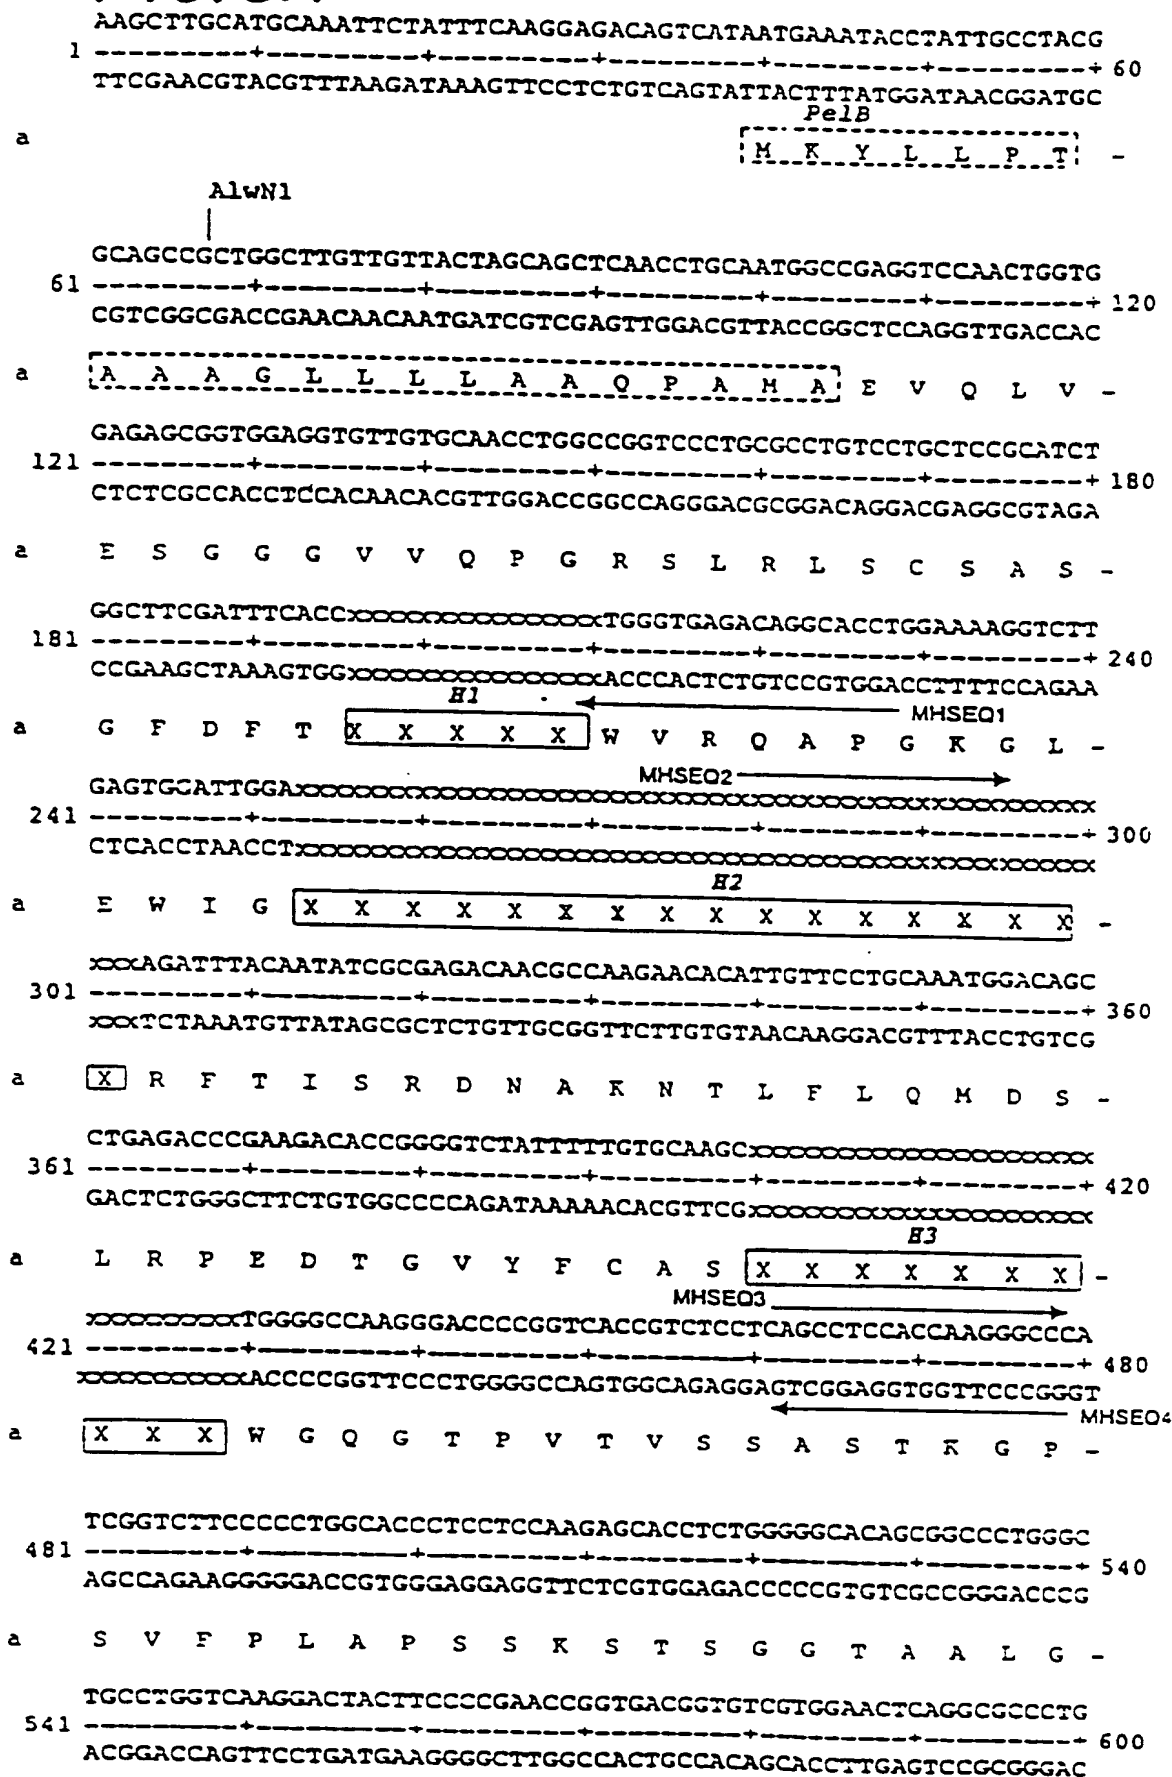 AAGCTTGCATGCAAATTCTATTTCAAGGAGACAGTCATAATGAAATACCTATTGCCTACG
1 ---------+---------+---------+---------+---------+---------+ 60
TTCGAACGTACGTTTAAGATAAAGTTCCTCTGTCAGTATTACTTTATGGATAACGGATGC
PelB
a M K Y L L P T -
AlwN1
GCAGCCGCTGGCTTGTTGTTACTAGCAGCTCAACCTGCAATGGCCGAGGTCCAACTGGTG
61 ---------+---------+---------+---------+---------+---------+ 120
CGTCGGCGACCGAACAACAATGATCGTCGAGTTGGACGTTACCGGCTCCAGGTTGACCAC
a A A A G L L L L A A Q P A M A E V Q L V -
GAGAGCGGTGGAGGTGTTGTGCAACCTGGCCGGTCCCTGCGCCTGTCCTGCTCCGCATCT
121 ---------+---------+---------+---------+---------+---------+ 180
CTCTCGCCACCTCCACAACACGTTGGACCGGCCAGGGACGCGGACAGGACGAGGCGTAGA
a E S G G G V V Q P G R S L R L S C S A S -
GGCTTCGATTTCACCxxxxxxxxxxxxxxxTGGGTGAGACAGGCACCTGGAAAAGGTCTT
181 ---------+---------+---------+---------+---------+---------+ 240
CCGAAGCTAAAGTGGxxxxxxxxxxxxxxxACCCACTCTGTCCGTGGACCTTTTCCAGAA
H1 MHSEQ1
a G F D F T X X X X X W V R Q A P G K G L -
MHSEQ2
GAGTGGATTGGAxxxxxxxxxxxxxxxxxxxxxxxxxxxxxxxxxxxxxxxxxxxxxxxx
241 ---------+---------+---------+---------+---------+---------+ 300
CTCACCTAACCTxxxxxxxxxxxxxxxxxxxxxxxxxxxxxxxxxxxxxxxxxxxxxxxx
H2
a E W I G X X X X X X X X X X X X X X X X -
xxxAGATTTACAATATCGCGAGACAACGCCAAGAACACATTGTTCCTGCAAATGGACAGC
301 ---------+---------+---------+---------+---------+---------+ 360
xxxTCTAAATGTTATAGCGCTCTGTTGCGGTTCTTGTGTAACAAGGACGTTTACCTGTCG
a X R F T I S R D N A K N T L F L Q M D S -
CTGAGACCCGAAGACACCGGGGTCTATTTTTGTGCAAGCxxxxxxxxxxxxxxxxxxxxx
361 ---------+---------+---------+---------+---------+---------+ 420
GACTCTGGGCTTCTGTGGCCCCAGATAAAAACACGTTCGxxxxxxxxxxxxxxxxxxxxx
H3
a L R P E D T G V Y F C A S X X X X X X X -
MHSEQ3
xxxxxxxxxTGGGGCCAAGGGACCCCGGTCACCGTCTCCTCAGCCTCCACCAAGGGCCCA
421 ---------+---------+---------+---------+---------+---------+ 480
xxxxxxxxxACCCCGGTTCCCTGGGGCCAGTGGCAGAGGAGTCGGAGGTGGTTCCCGGGT
MHSEQ4
a X X X W G Q G T P V T V S S A S T K G P -
TCGGTCTTCCCCCTGGCACCCTCCTCCAAGAGCACCTCTGGGGGCACAGCGGCCCTGGGC
481 ---------+---------+---------+---------+---------+---------+ 540
AGCCAGAAGGGGGACCGTGGGAGGAGGTTCTCGTGGAGACCCCCGTGTCGCCGGGACCCG
a S V F P L A P S S K S T S G G T A A L G -
TGCCTGGTCAAGGACTACTTCCCCGAACCGGTGACGGTGTCGTGGAACTCAGGCGCCCTG
541 ---------+---------+---------+---------+---------+---------+ 600
ACGGACCAGTTCCTGATGAAGGGGCTTGGCCACTGCCACAGCACCTTGAGTCCGCGGGAC